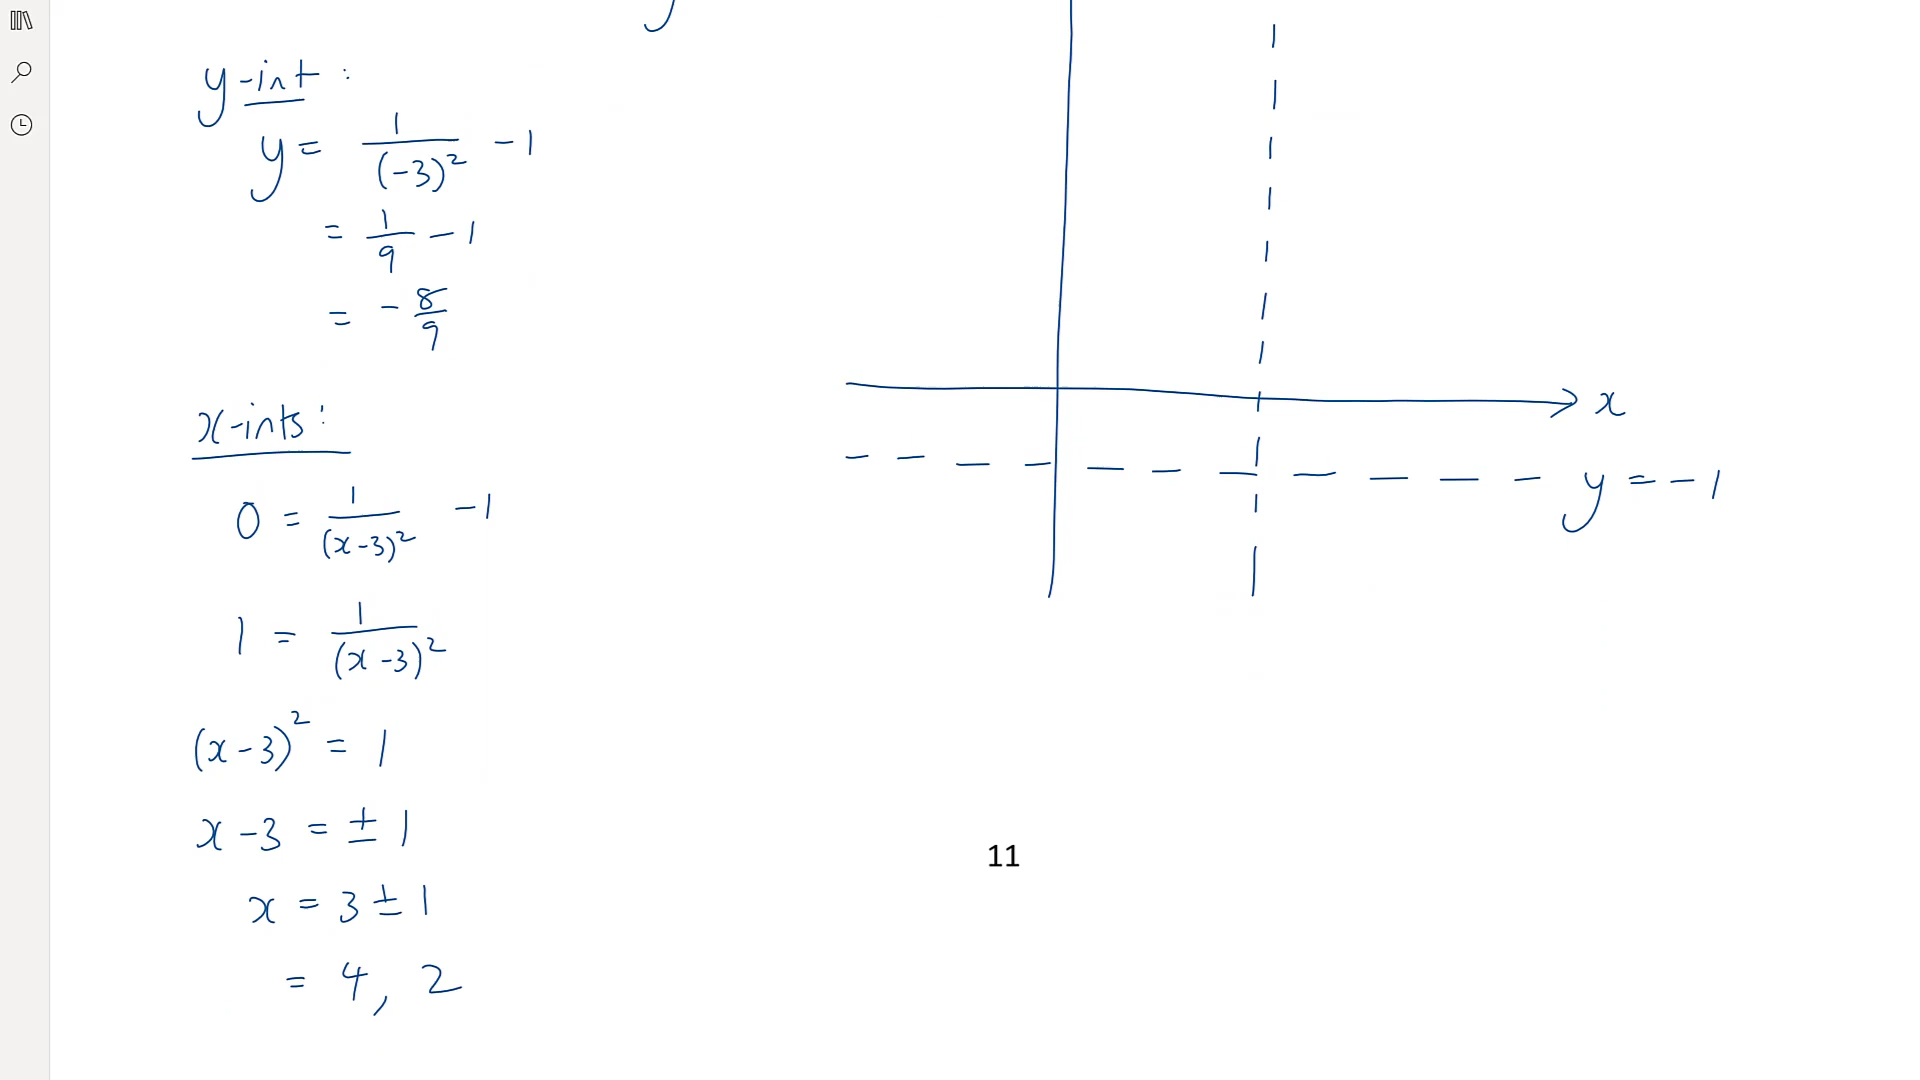 y-int :
y = 1/(-3)² - 1
= 1/9 - 1
= - 8/9
x-ints:
0 = 1/(x-3)² - 1
1 = 1/(x-3)²
(x-3)² = 1
x-3 = ± 1
x = 3 ± 1
= 4, 2
y
x
y = -1
11